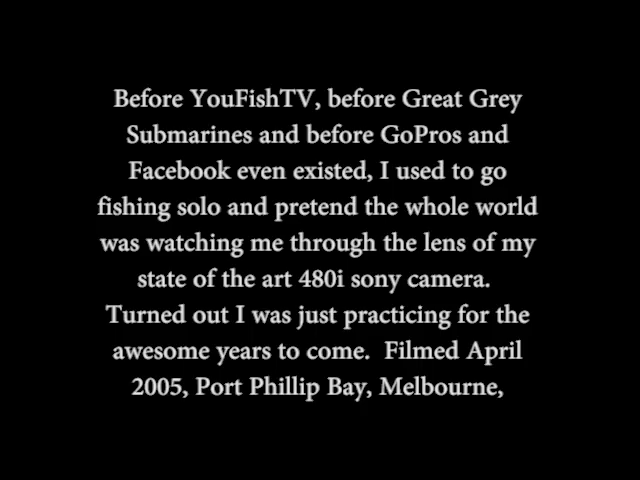 Before YouFishTV, before Great Grey
Submarines and before GoPros and
Facebook even existed, I used to go
fishing solo and pretend the whole world
was watching me through the lens of my
state of the art 480i sony camera.
Turned out I was just practicing for the
awesome years to come.  Filmed April
2005, Port Phillip Bay, Melbourne,